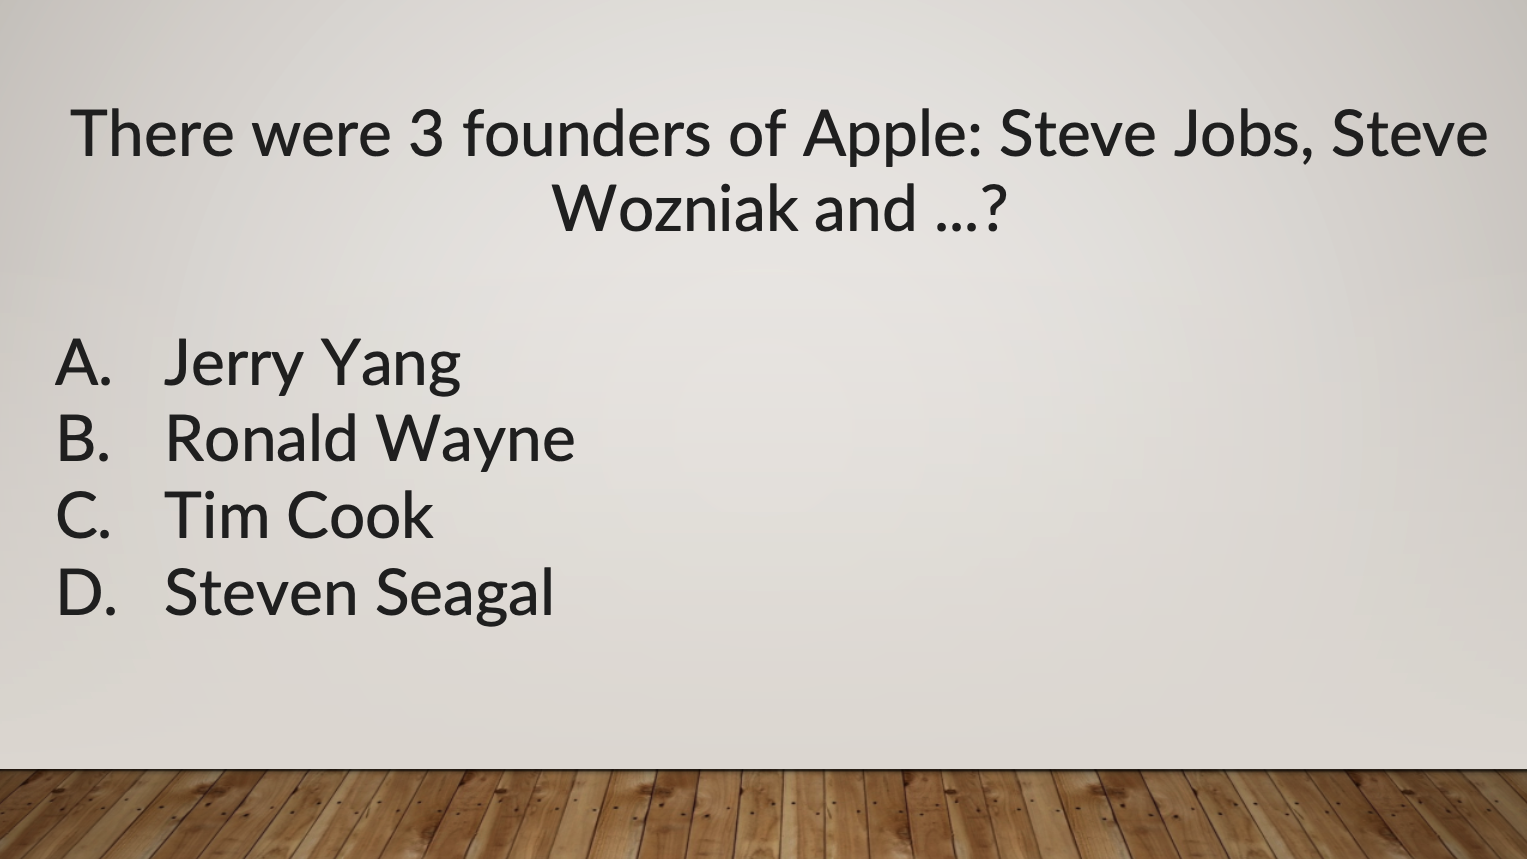 There were 3 founders of Apple: Steve Jobs, Steve
Wozniak and ...?
A. Jerry Yang
B. Ronald Wayne
C. Tim Cook
D. Steven Seagal